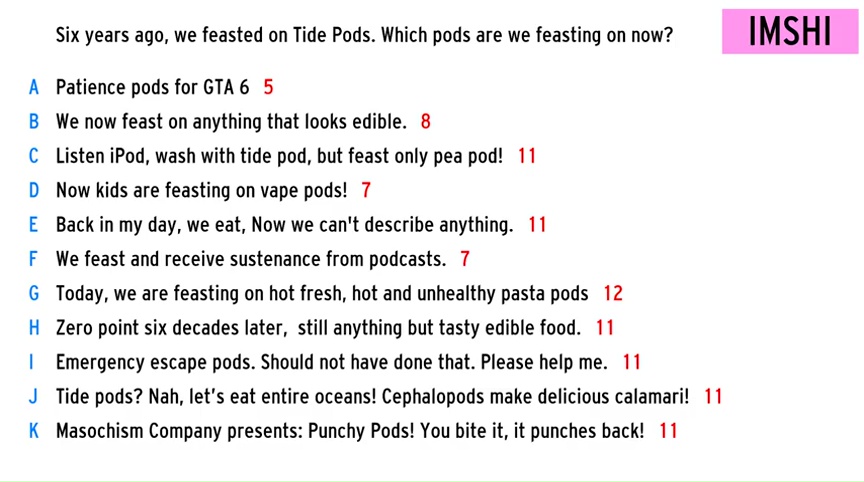 Six years ago, we feasted on Tide Pods. Which pods are we feasting on now?
IMSHI
A Patience pods for GTA 6 5
B We now feast on anything that looks edible. 8
C Listen iPod, wash with tide pod, but feast only pea pod! 11
D Now kids are feasting on vape pods! 7
E Back in my day, we eat, Now we can't describe anything. 11
F We feast and receive sustenance from podcasts. 7
G Today, we are feasting on hot fresh, hot and unhealthy pasta pods 12
H Zero point six decades later, still anything but tasty edible food. 11
I Emergency escape pods. Should not have done that. Please help me. 11
J Tide pods? Nah, let’s eat entire oceans! Cephalopods make delicious calamari! 11
K Masochism Company presents: Punchy Pods! You bite it, it punches back! 11